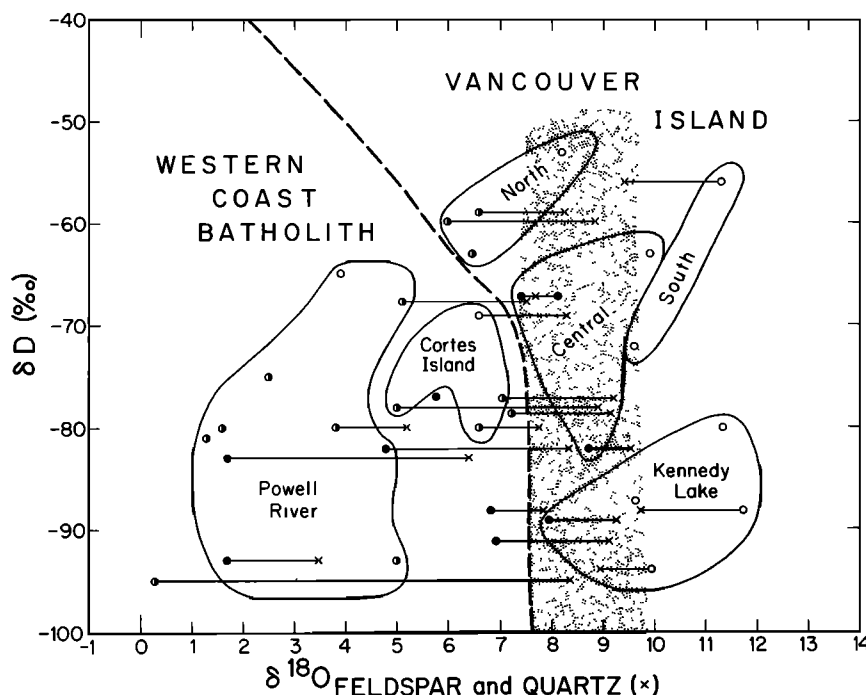 -40
-50
-60
-70
-80
-90
-100
δD (‰)
VANCOUVER
ISLAND
WESTERN
COAST
BATHOLITH
North
South
Central
Cortes
Island
Powell
River
Kennedy
Lake
-1 0 1 2 3 4 5 6 7 8 9 10 11 12 13 14
δ 18O FELDSPAR and QUARTZ (×)